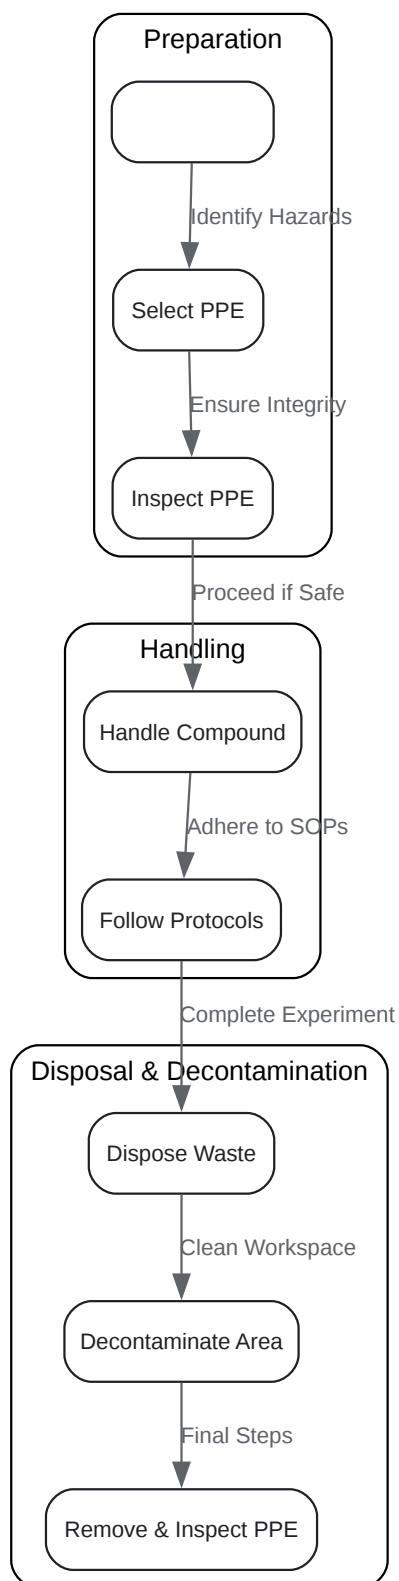 Preparation
Identify Hazards
Select PPE
Ensure Integrity
Inspect PPE
Proceed if Safe
Handling
Handle Compound
Adhere to SOPs
Follow Protocols
Complete Experiment
Disposal & Decontamination
Dispose Waste
Clean Workspace
Decontaminate Area
Final Steps
Remove & Inspect PPE